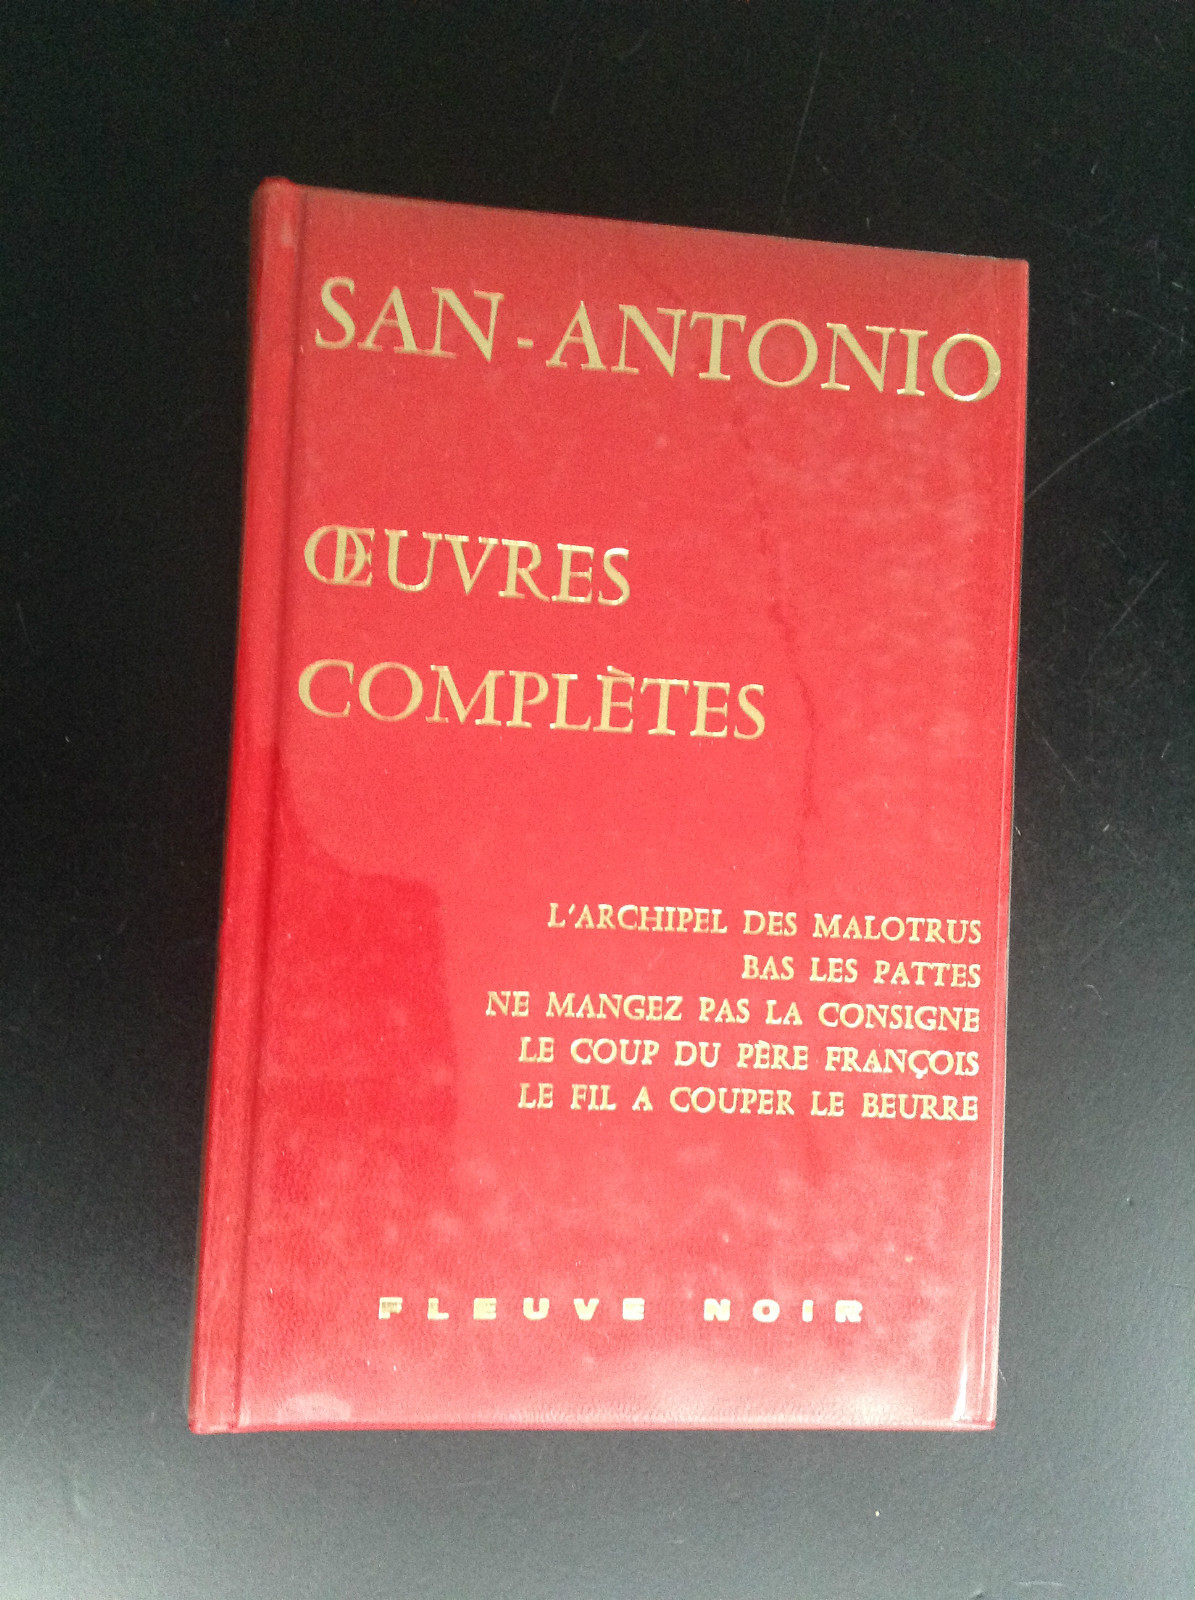 SAN-ANTONIO
ŒUVRES
COMPLÈTES
L'ARCHIPEL DES MALOTRUS
BAS LES PATTES
NE MANGEZ PAS LA CONSIGNE
LE COUP DU PÈRE FRANÇOIS
LE FIL A COUPER LE BEURRE
FLEUVE NOIR